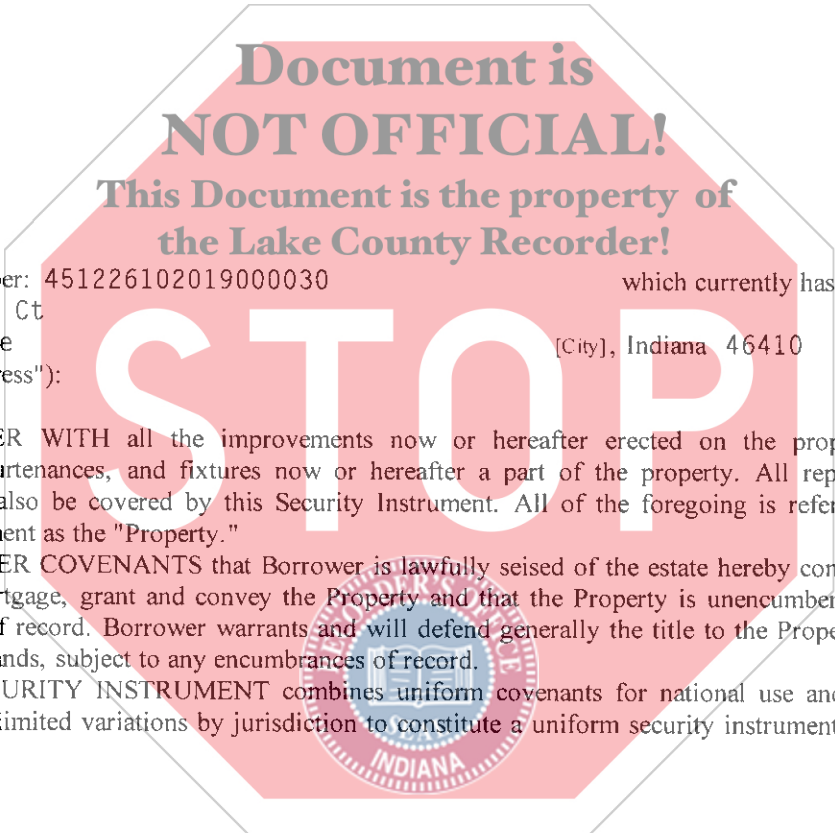 Document is
NOT OFFICIAL!
This Document is the property of
the Lake County Recorder!
er: 451226102019000030 which currently has
Ct
e [City], Indiana 46410
ess"):
STOP
ER WITH all the improvements now or hereafter erected on the prop
rtenances, and fixtures now or hereafter a part of the property. All rep
also be covered by this Security Instrument. All of the foregoing is refer
ent as the "Property."
ER COVENANTS that Borrower is lawfully seised of the estate hereby con
tgage, grant and convey the Property and that the Property is unencumber
f record. Borrower warrants and will defend generally the title to the Prope
nds, subject to any encumbrances of record.
URITY INSTRUMENT combines uniform covenants for national use and
limited variations by jurisdiction to constitute a uniform security instrument
SEAL
INDIANA